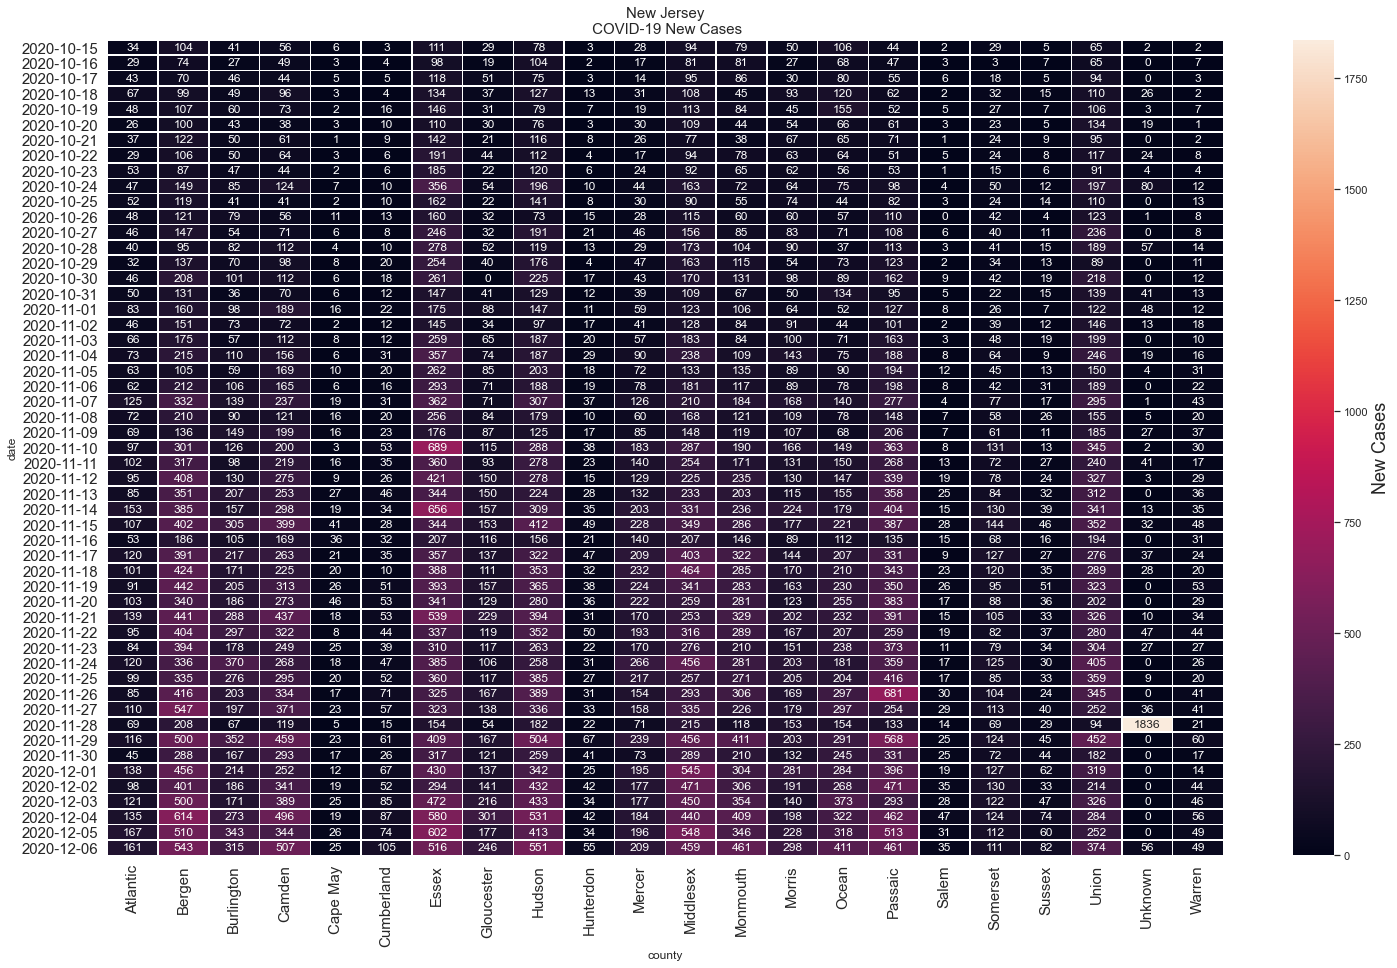 New Jersey
COVID-19 New Cases
2020-10-15 34 104 41 56 6 3 111 29 78 3 28 94 79 50 106 44 2 29 5 65 2 2
2020-10-16 29 74 27 49 3 4 98 19 104 2 17 81 81 27 68 47 3 3 7 65 0 7
2020-10-17 43 70 46 44 5 5 118 51 75 3 14 95 86 30 80 55 6 18 5 94 0 3
2020-10-18 67 99 49 96 3 4 134 37 127 13 31 108 45 93 120 62 2 32 15 110 26 2
2020-10-19 48 107 60 73 2 16 146 31 79 7 19 113 84 45 155 52 5 27 7 106 3 7
2020-10-20 26 100 43 38 3 10 110 30 76 3 30 109 44 54 66 61 3 23 5 134 19 1
2020-10-21 37 122 50 61 1 9 142 21 116 8 26 77 38 67 65 71 1 24 9 95 0 2
2020-10-22 29 106 50 64 3 6 191 44 112 4 17 94 78 63 64 51 5 24 8 117 24 8
2020-10-23 53 87 47 44 2 6 185 22 120 6 24 92 65 62 56 53 1 15 6 91 4 4
2020-10-24 47 149 85 124 7 10 356 54 196 10 44 163 72 64 75 98 4 50 12 197 80 12
2020-10-25 52 119 41 41 2 10 162 22 141 8 30 90 55 74 44 82 3 24 14 110 0 13
2020-10-26 48 121 79 56 11 13 160 32 73 15 28 115 60 60 57 110 0 42 4 123 1 8
2020-10-27 46 147 54 71 6 8 246 32 191 21 46 156 85 83 71 108 6 40 11 236 0 8
2020-10-28 40 95 82 112 4 10 278 52 119 13 29 173 104 90 37 113 3 41 15 189 57 14
2020-10-29 32 137 70 98 8 20 254 40 176 4 47 163 115 54 73 123 2 34 13 89 0 11
2020-10-30 46 208 101 112 6 18 261 0 225 17 43 170 131 98 89 162 9 42 19 218 0 12
2020-10-31 50 131 36 70 6 12 147 41 129 12 39 109 67 50 134 95 5 22 15 139 41 13
2020-11-01 83 160 98 189 16 22 175 88 147 11 59 123 106 64 52 127 8 26 7 122 48 12
2020-11-02 46 151 73 72 2 12 145 34 97 17 41 128 84 91 44 101 2 39 12 146 13 18
2020-11-03 66 175 57 112 8 12 259 65 187 20 57 183 84 100 71 163 3 48 19 199 0 10
2020-11-04 73 215 110 156 6 31 357 74 187 29 90 238 109 143 75 188 8 64 9 246 19 16
2020-11-05 63 105 59 169 10 20 262 85 203 18 72 133 135 89 90 194 12 45 13 150 4 31
2020-11-06 62 212 106 165 6 16 293 71 188 19 78 181 117 89 78 198 8 42 31 189 0 22
2020-11-07 125 332 139 237 19 31 362 71 307 37 126 210 184 168 140 277 4 77 17 295 1 43
2020-11-08 72 210 90 121 16 20 256 84 179 10 60 168 121 109 78 148 7 58 26 155 5 20
2020-11-09 69 136 149 199 16 23 176 87 125 17 85 148 119 107 68 206 7 61 11 185 27 37
2020-11-10 97 301 126 200 3 53 689 115 288 38 183 287 190 166 149 363 8 131 13 345 2 30
2020-11-11 102 317 98 219 16 35 360 93 278 23 140 254 171 131 150 268 13 72 27 240 41 17
2020-11-12 95 408 130 275 9 26 421 150 278 15 129 225 235 130 147 339 19 78 24 327 3 29
2020-11-13 85 351 207 253 27 46 344 150 224 28 132 233 203 115 155 358 25 84 32 312 0 36
2020-11-14 153 385 157 298 19 34 656 164 309 35 203 331 236 224 179 404 15 130 39 341 13 35
2020-11-15 107 402 305 399 41 28 344 153 412 49 228 349 286 177 221 387 28 144 46 352 32 48
2020-11-16 53 186 105 169 36 32 207 116 156 21 140 207 146 89 112 135 15 68 16 194 0 31
2020-11-17 120 391 217 263 21 35 357 137 322 47 209 403 322 144 207 331 9 127 27 276 37 24
2020-11-18 101 424 171 225 20 10 388 111 353 32 232 464 285 170 210 343 23 120 35 289 28 20
2020-11-19 91 442 205 313 26 51 393 157 365 38 224 341 283 163 230 350 26 95 51 323 0 53
2020-11-20 103 340 186 273 46 53 341 129 280 36 222 259 281 123 255 383 17 88 36 202 0 29
2020-11-21 139 441 288 437 18 53 539 229 394 31 170 253 329 202 232 391 15 105 33 326 10 34
2020-11-22 95 404 297 322 8 44 337 119 352 50 193 316 289 167 207 259 19 82 37 280 47 44
2020-11-23 84 394 178 249 25 39 310 117 263 22 170 276 210 151 238 373 11 79 34 304 27 27
2020-11-24 120 336 370 268 18 47 385 106 258 31 266 456 281 203 181 359 17 125 30 405 0 26
2020-11-25 99 335 276 295 20 52 360 117 385 27 217 257 271 205 204 416 17 85 33 359 9 20
2020-11-26 85 416 203 334 17 71 325 167 389 31 154 293 306 169 297 681 30 104 24 345 0 41
2020-11-27 110 547 197 371 23 57 323 138 336 33 158 335 226 179 297 254 29 113 40 252 36 41
2020-11-28 69 208 67 119 5 15 154 54 182 22 71 215 118 153 154 133 14 69 29 94 1836 21
2020-11-29 116 500 352 459 23 61 409 167 504 67 239 456 411 203 291 568 25 124 45 452 0 60
2020-11-30 45 288 167 293 17 26 317 121 259 41 73 289 210 132 245 331 25 72 44 182 0 17
2020-12-01 138 456 214 252 12 67 430 137 342 25 195 545 304 281 284 396 19 127 62 319 0 14
2020-12-02 98 401 186 341 19 52 294 141 432 42 177 471 306 191 268 471 35 130 33 214 0 44
2020-12-03 121 500 171 389 25 85 472 216 433 34 177 450 354 140 373 293 28 122 47 326 0 46
2020-12-04 135 614 273 496 19 87 580 301 531 42 184 440 409 198 322 462 47 124 74 284 0 56
2020-12-05 167 510 343 344 26 74 602 177 413 34 196 548 346 228 318 513 31 112 60 252 0 49
2020-12-06 161 543 315 507 25 105 516 246 551 55 209 459 461 298 411 461 35 111 82 374 56 49
date
Atlantic Bergen Burlington Camden Cape May Cumberland Essex Gloucester Hudson Hunterdon Mercer Middlesex Monmouth Morris Ocean Passaic Salem Somerset Sussex Union Unknown Warren
county
1750
1500
1250
1000
750
500
250
0
New Cases